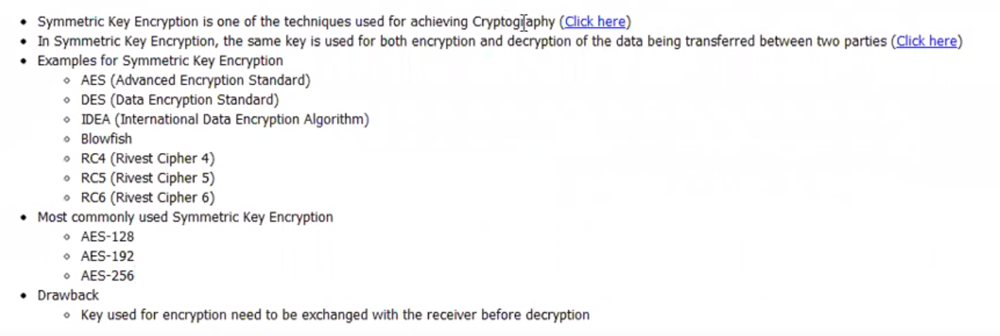 • Symmetric Key Encryption is one of the techniques used for achieving Cryptography (Click here)
• In Symmetric Key Encryption, the same key is used for both encryption and decryption of the data being transferred between two parties (Click here)
• Examples for Symmetric Key Encryption
◦ AES (Advanced Encryption Standard)
◦ DES (Data Encryption Standard)
◦ IDEA (International Data Encryption Algorithm)
◦ Blowfish
◦ RC4 (Rivest Cipher 4)
◦ RC5 (Rivest Cipher 5)
◦ RC6 (Rivest Cipher 6)
• Most commonly used Symmetric Key Encryption
◦ AES-128
◦ AES-192
◦ AES-256
• Drawback
◦ Key used for encryption need to be exchanged with the receiver before decryption